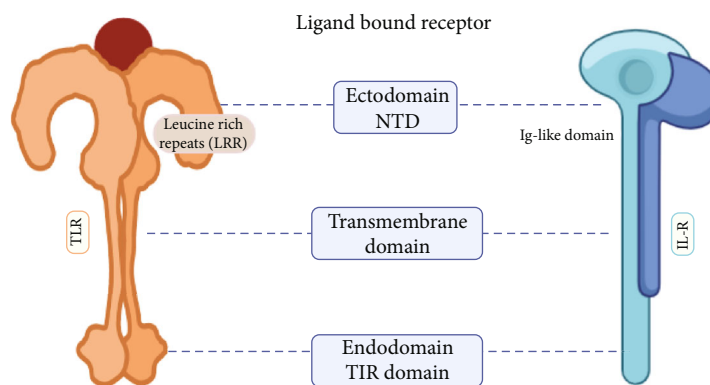 Ligand bound receptor
Ectodomain
NTD
Leucine rich
repeats (LRR)
Ig-like domain
TLR
Transmembrane
domain
IL-R
Endodomain
TIR domain